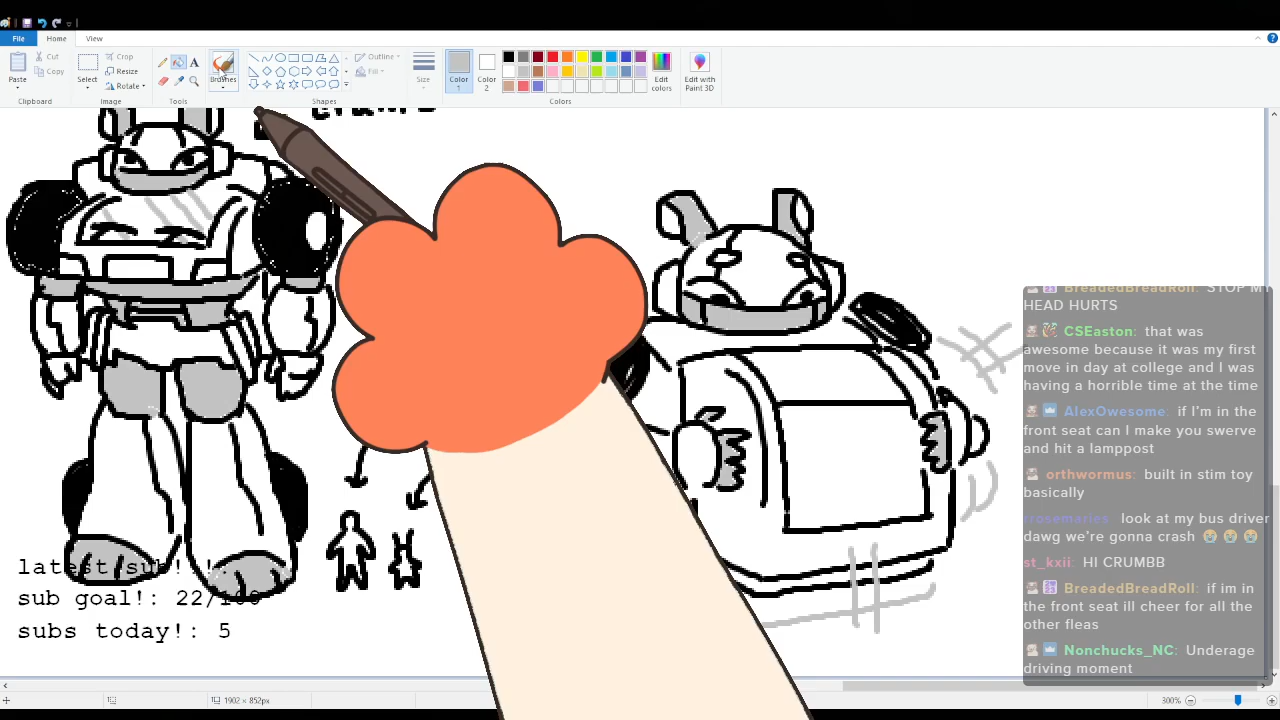 File Home View
Paste Cut Copy Clipboard
Select Crop Resize Rotate Image
A Tools
Brushes
Outline Fill Shapes
Size
Color 1 Color 2 Edit colors Colors
Edit with Paint 3D
BreadedBreadRoll: STOP MY
HEAD HURTS
CSEaston: that was
awesome because it was my first
move in day at college and I was
having a horrible time at the time
AlexOwesome: if I'm in the
front seat can I make you swerve
and hit a lamppost
orthwormus: built in stim toy
basically
rrosemaries: look at my bus driver
dawg we're gonna crash 😭 😭 😭
st_kxii: HI CRUMBB
BreadedBreadRoll: if im in
the front seat ill cheer for all the
other fleas
Nonchucks_NC: Underage
driving moment
latest sub!!:
sub goal!: 22/100
subs today!: 5
1902 × 852px
300%